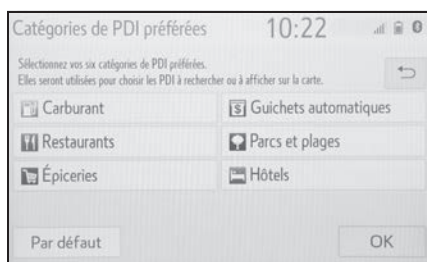 Catégories de PDI préférées 10:22
Sélectionnez vos six catégories de PDI préférées.
Elles seront utilisées pour choisir les PDI à rechercher ou à afficher sur la carte.
Carburant Guichets automatiques
Restaurants Parcs et plages
Épiceries Hôtels
Par défaut OK